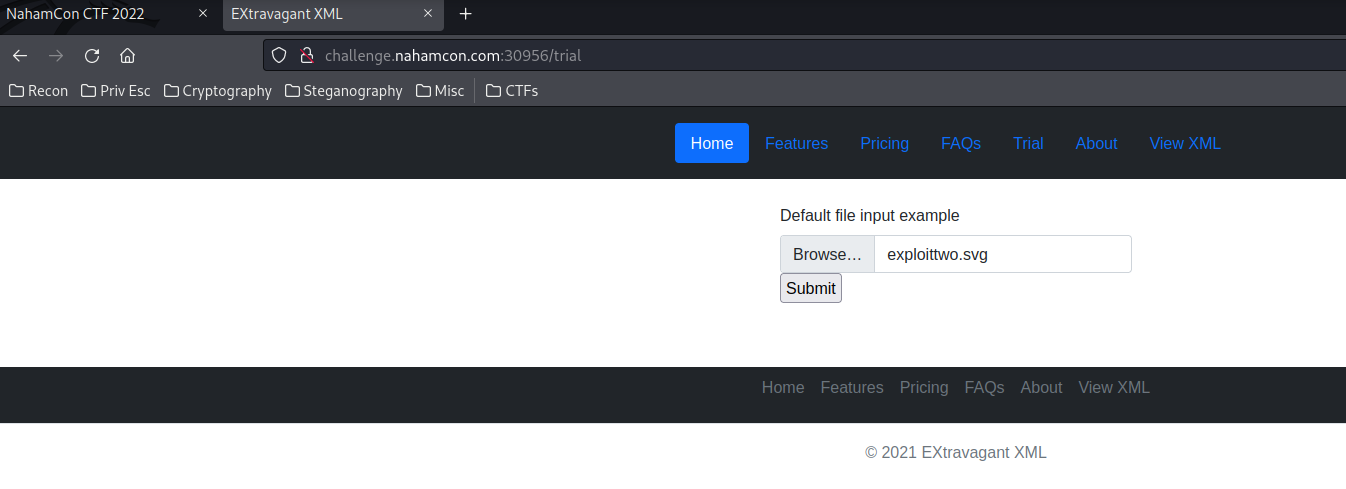 NahamCon CTF 2022 EXtravagant XML
challenge.nahamcon.com:30956/trial
Recon Priv Esc Cryptography Steganography Misc CTFs
Home Features Pricing FAQs Trial About View XML
Default file input example
Browse... exploittwo.svg
Submit
Home Features Pricing FAQs About View XML
© 2021 EXtravagant XML